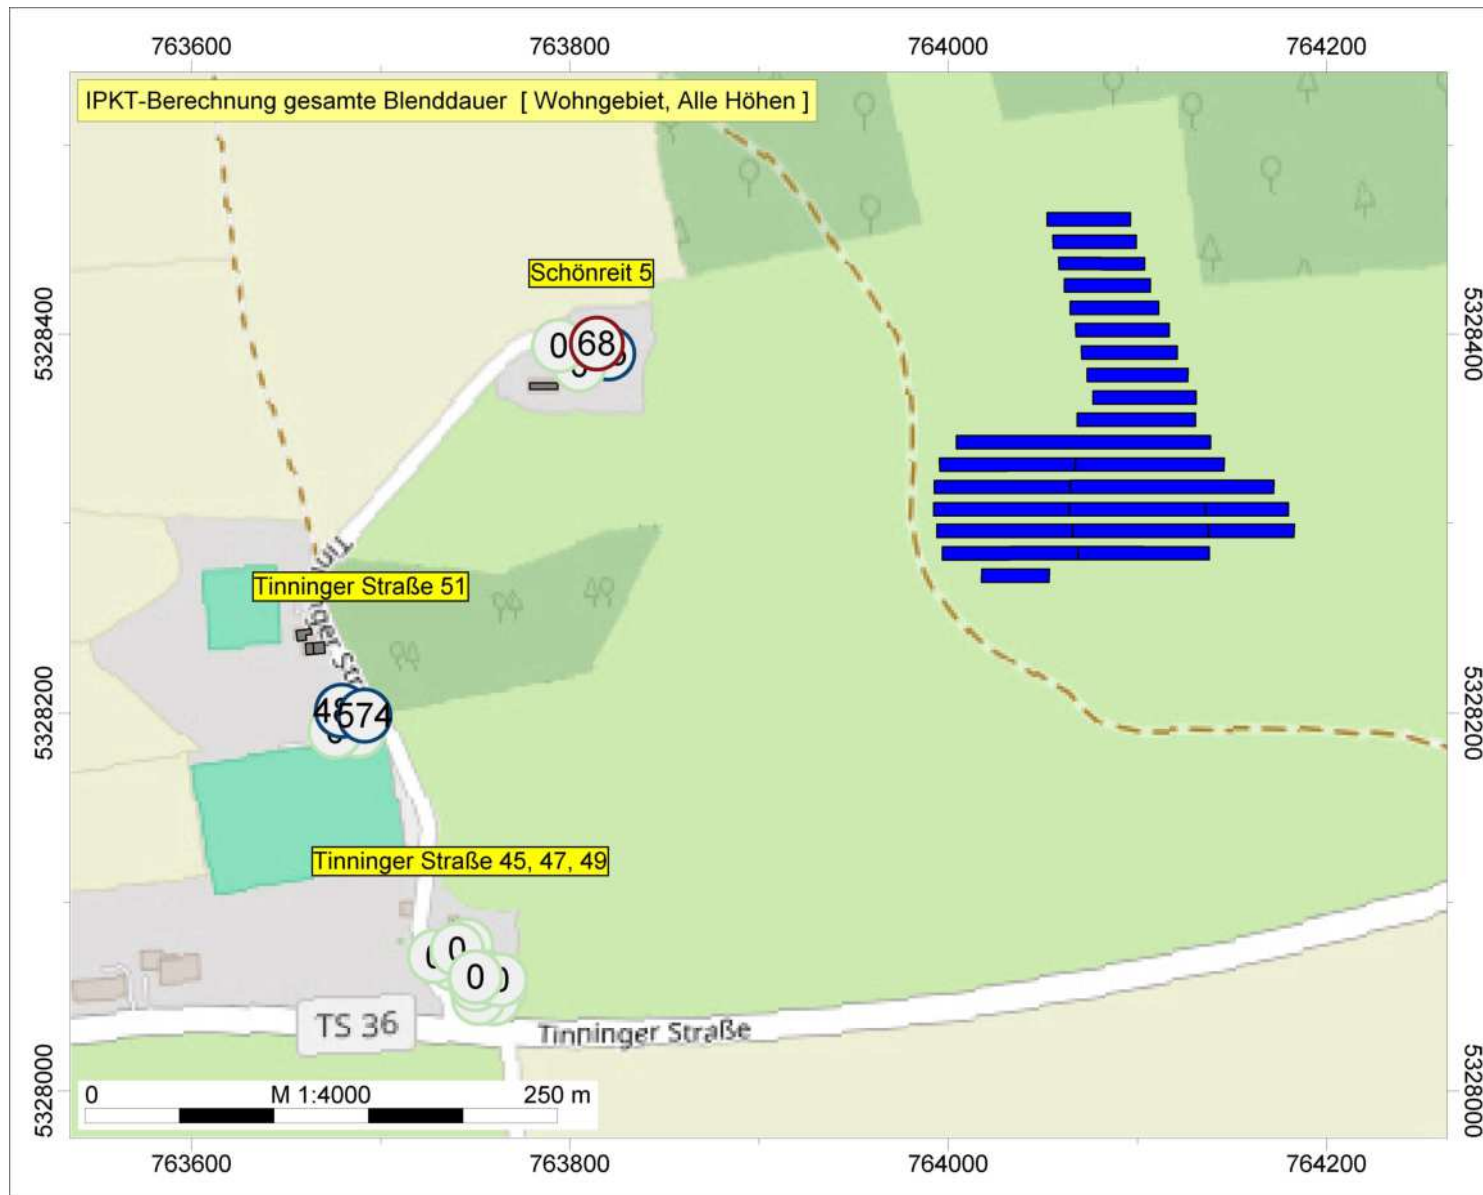 763600 763800 764000 764200
IPKT-Berechnung gesamte Blenddauer [ Wohngebiet, Alle Höhen ]
Schönreit 5
5328400 5328400
0 68
Tinninger Straße 51
5328200 5328200
574
Tinninger Straße 45, 47, 49
0
0
TS 36
Tinninger Straße
5328000 5328000
0 M 1:4000 250 m
763600 763800 764000 764200